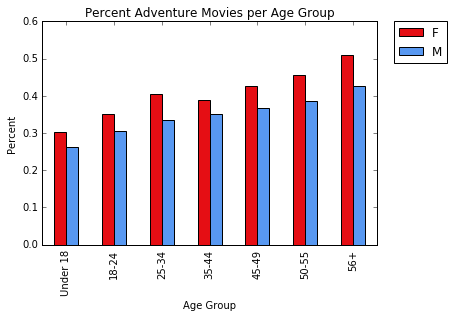 Percent Adventure Movies per Age Group
F
M
Percent
0.6
0.5
0.4
0.3
0.2
0.1
0.0
Under 18
18-24
25-34
35-44
45-49
50-55
56+
Age Group